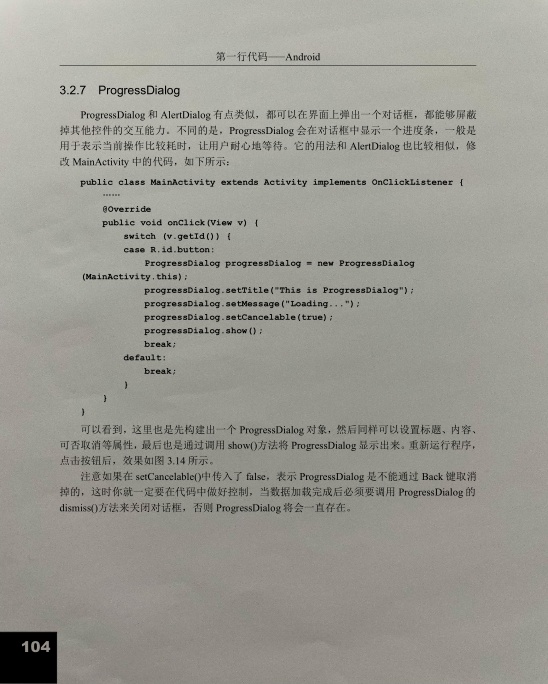 第一行代码——Android
3.2.7 ProgressDialog
ProgressDialog 和 AlertDialog 有点类似，都可以在界面上弹出一个对话框，都能够屏蔽
掉其他控件的交互能力。不同的是，ProgressDialog 会在对话框中显示一个进度条，一般是
用于表示当前操作比较耗时，让用户耐心地等待。它的用法和 AlertDialog 也比较相似，修
改 MainActivity 中的代码，如下所示：
public class MainActivity extends Activity implements OnClickListener {
……
@Override
public void onClick(View v) {
switch (v.getId()) {
case R.id.button:
ProgressDialog progressDialog = new ProgressDialog
(MainActivity.this);
progressDialog.setTitle("This is ProgressDialog");
progressDialog.setMessage("Loading...");
progressDialog.setCancelable(true);
progressDialog.show();
break;
default:
break;
}
}
}
可以看到，这里也是先构建出一个 ProgressDialog 对象，然后同样可以设置标题、内容、
可否取消等属性，最后也是通过调用 show()方法将 ProgressDialog 显示出来。重新运行程序，
点击按钮后，效果如图 3.14 所示。
注意如果在 setCancelable()中传入了 false，表示 ProgressDialog 是不能通过 Back 键取消
掉的，这时你就一定要在代码中做好控制，当数据加载完成后必须要调用 ProgressDialog 的
dismiss()方法来关闭对话框，否则 ProgressDialog 将会一直存在。
104